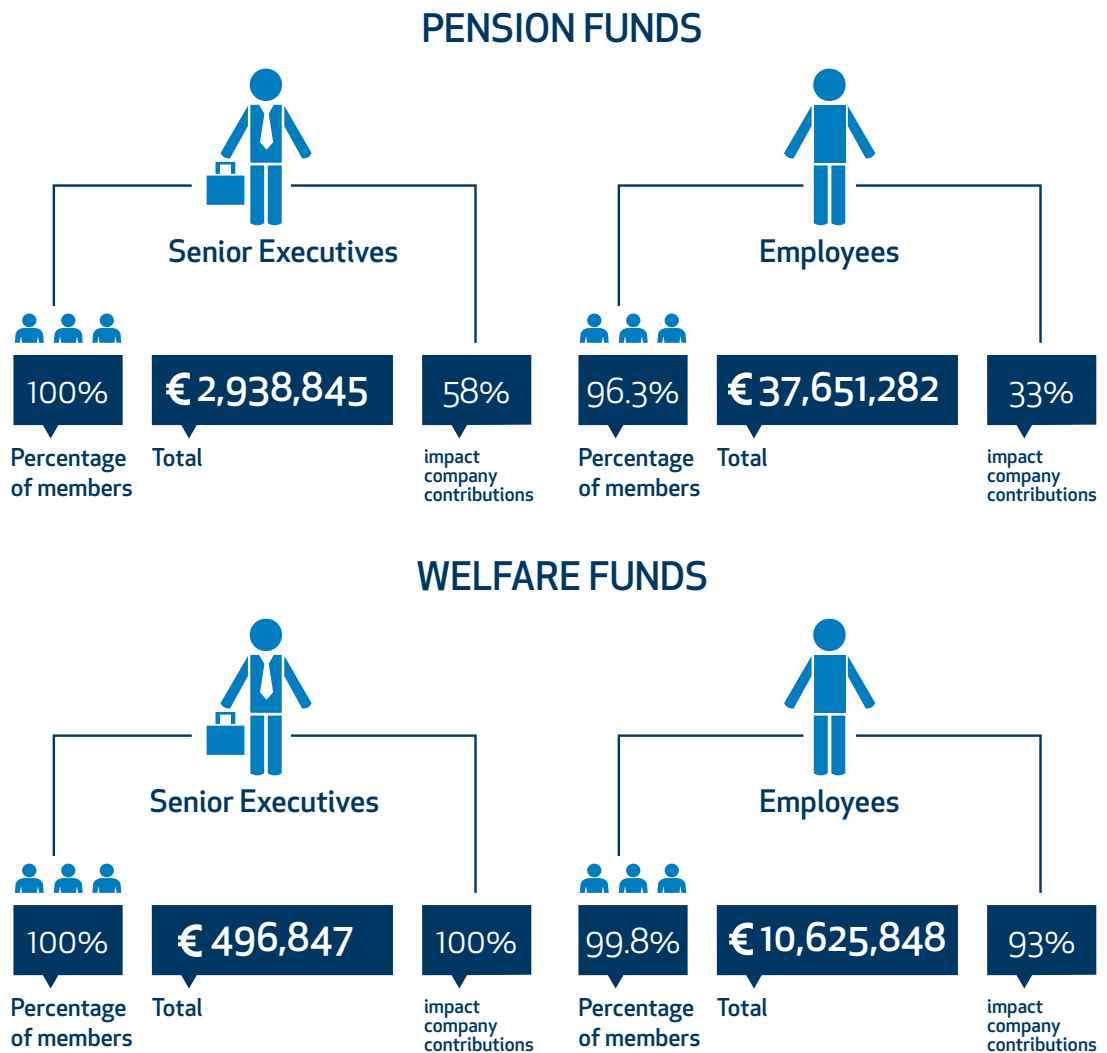 PENSION FUNDS
Senior Executives
100%
€ 2,938,845
58%
Percentage
of members
Total
impact
company
contributions
Employees
96.3%
€ 37,651,282
33%
Percentage
of members
Total
impact
company
contributions
WELFARE FUNDS
Senior Executives
100%
€ 496,847
100%
Percentage
of members
Total
impact
company
contributions
Employees
99.8%
€ 10,625,848
93%
Percentage
of members
Total
impact
company
contributions